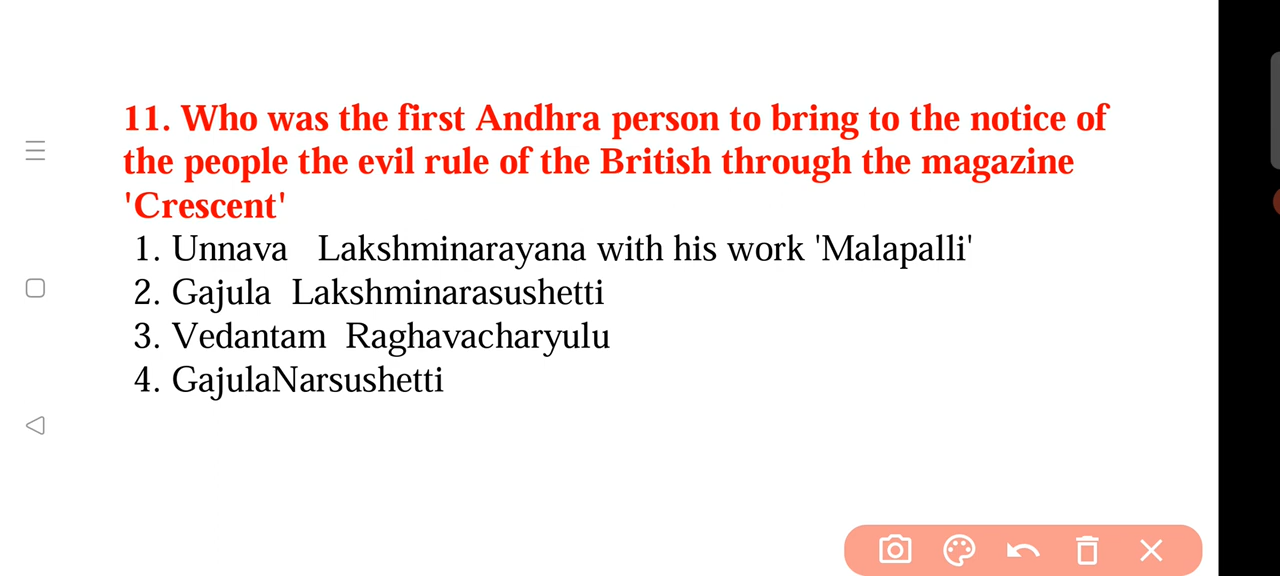 11. Who was the first Andhra person to bring to the notice of
the people the evil rule of the British through the magazine
'Crescent'
1. Unnava Lakshminarayana with his work 'Malapalli'
2. Gajula Lakshminarasushetti
3. Vedantam Raghavacharyulu
4. GajulaNarsushetti